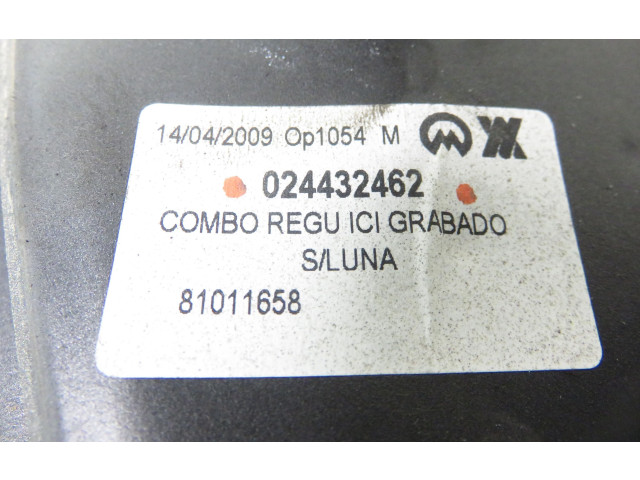 14/04/2009 Op1054 M
024432462
COMBO REGU ICI GRABADO
S/LUNA
81011658